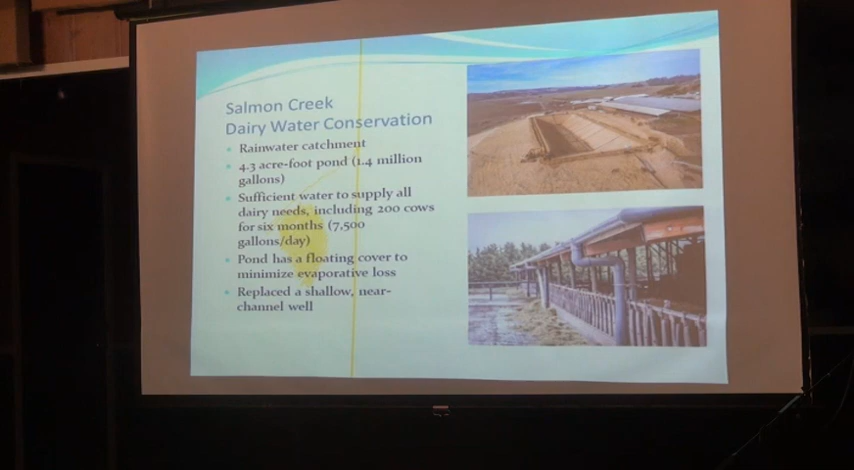 Salmon Creek
Dairy Water Conservation
• Rainwater catchment
• 4.3 acre-foot pond (1.4 million
gallons)
• Sufficient water to supply all
dairy needs, including 200 cows
for six months (7,500
gallons/day)
• Pond has a floating cover to
minimize evaporative loss
• Replaced a shallow, near-
channel well